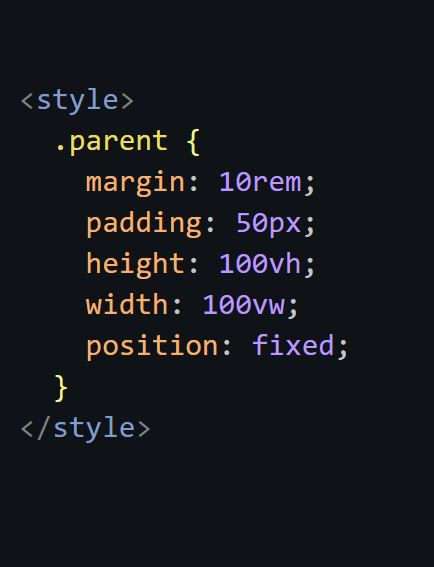 <style>
.parent {
margin: 10rem;
padding: 50px;
height: 100vh;
width: 100vw;
position: fixed;
}
</style>